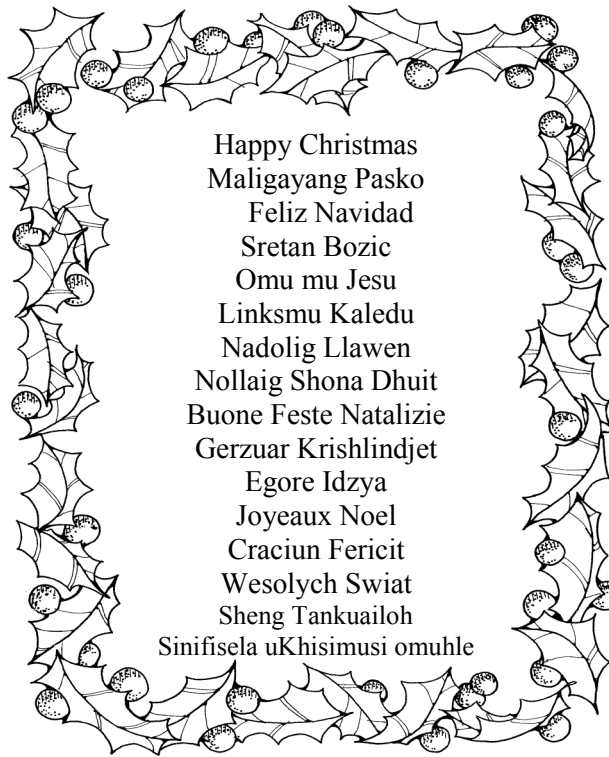 Happy Christmas
Maligayang Pasko
Feliz Navidad
Sretan Bozic
Omu mu Jesu
Linksmu Kaledu
Nadolig Llawen
Nollaig Shona Dhuit
Buone Feste Natalizie
Gerzuar Krishlindjet
Egore Idzya
Joyeaux Noel
Craciun Fericit
Wesolych Swiat
Sheng Tankuailoh
Sinifisela uKhisimusi omuhle